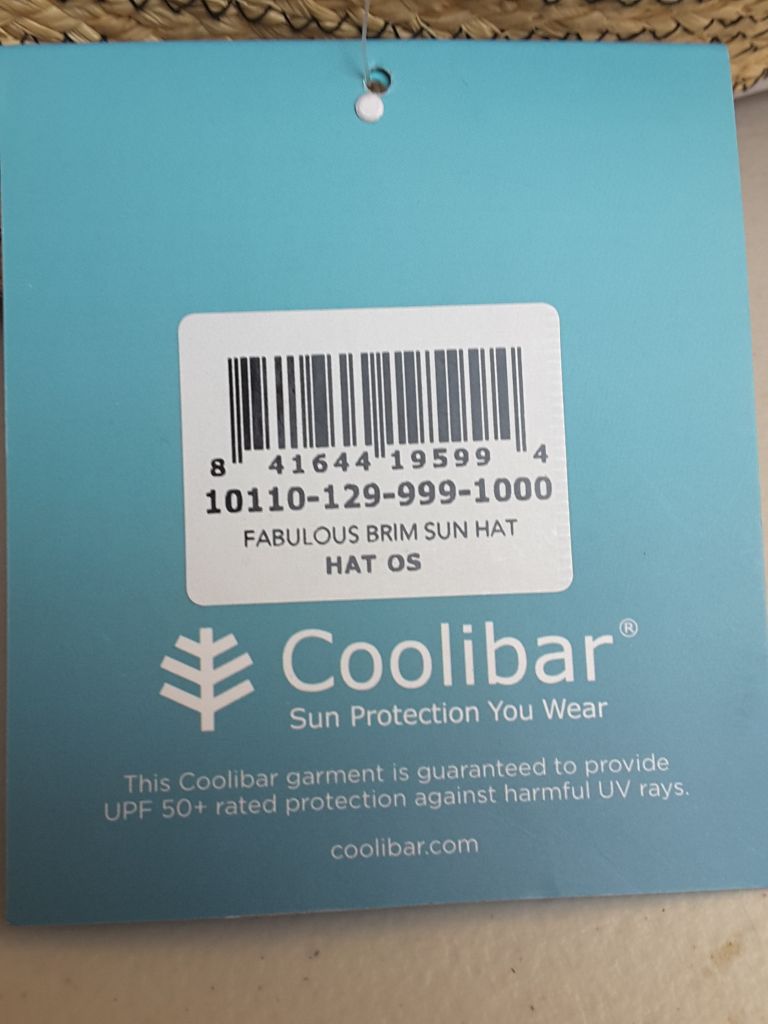 8 41644 19599 4
10110-129-999-1000
FABULOUS BRIM SUN HAT
HAT OS
Coolibar®
Sun Protection You Wear
This Coolibar garment is guaranteed to provide
UPF 50+ rated protection against harmful UV rays.
coolibar.com